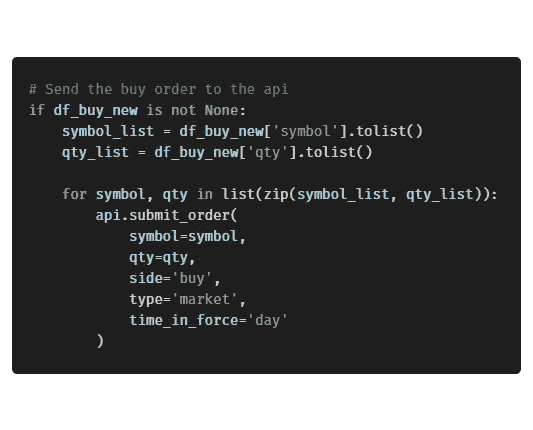 # Send the buy order to the api
if df_buy_new is not None:
    symbol_list = df_buy_new['symbol'].tolist()
    qty_list = df_buy_new['qty'].tolist()

    for symbol, qty in list(zip(symbol_list, qty_list)):
        api.submit_order(
            symbol=symbol,
            qty=qty,
            side='buy',
            type='market',
            time_in_force='day'
        )